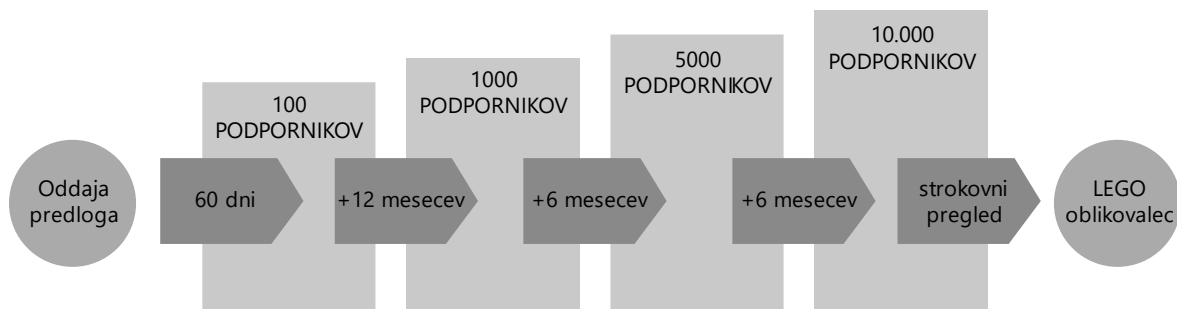 Oddaja
predloga
60 dni
100
PODPORNIKOV
+12 mesecev
1000
PODPORNIKOV
+6 mesecev
5000
PODPORNIKOV
+6 mesecev
10.000
PODPORNIKOV
strokovni
pregled
LEGO
oblikovalec